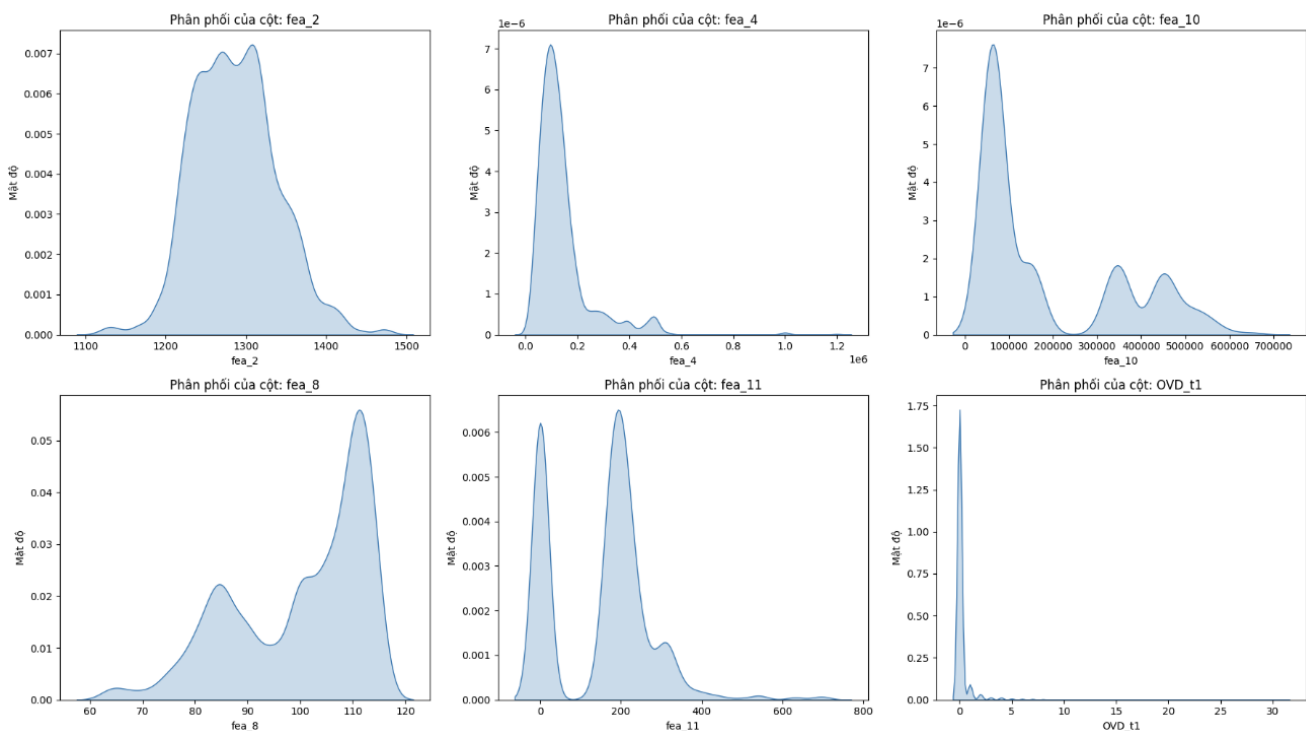 Phân phối của cột: fea_2
0.007
0.006
0.005
0.004
0.003
0.002
0.001
0.000
Mật độ
1100 1200 1300 1400 1500
fea_2
Phân phối của cột: fea_4
1e−6
7
6
5
4
3
2
1
0
Mật độ
0.0 0.2 0.4 0.6 0.8 1.0 1.2
1e6
fea_4
Phân phối của cột: fea_10
1e−6
7
6
5
4
3
2
1
0
Mật độ
0 100000 200000 300000 400000 500000 600000 700000
fea_10
Phân phối của cột: fea_8
0.05
0.04
0.03
0.02
0.01
0.00
Mật độ
60 70 80 90 100 110 120
fea_8
Phân phối của cột: fea_11
0.006
0.005
0.004
0.003
0.002
0.001
0.000
Mật độ
0 200 400 600 800
fea_11
Phân phối của cột: OVD_t1
1.75
1.50
1.25
1.00
0.75
0.50
0.25
0.00
Mật độ
0 5 10 15 20 25 30
OVD_t1